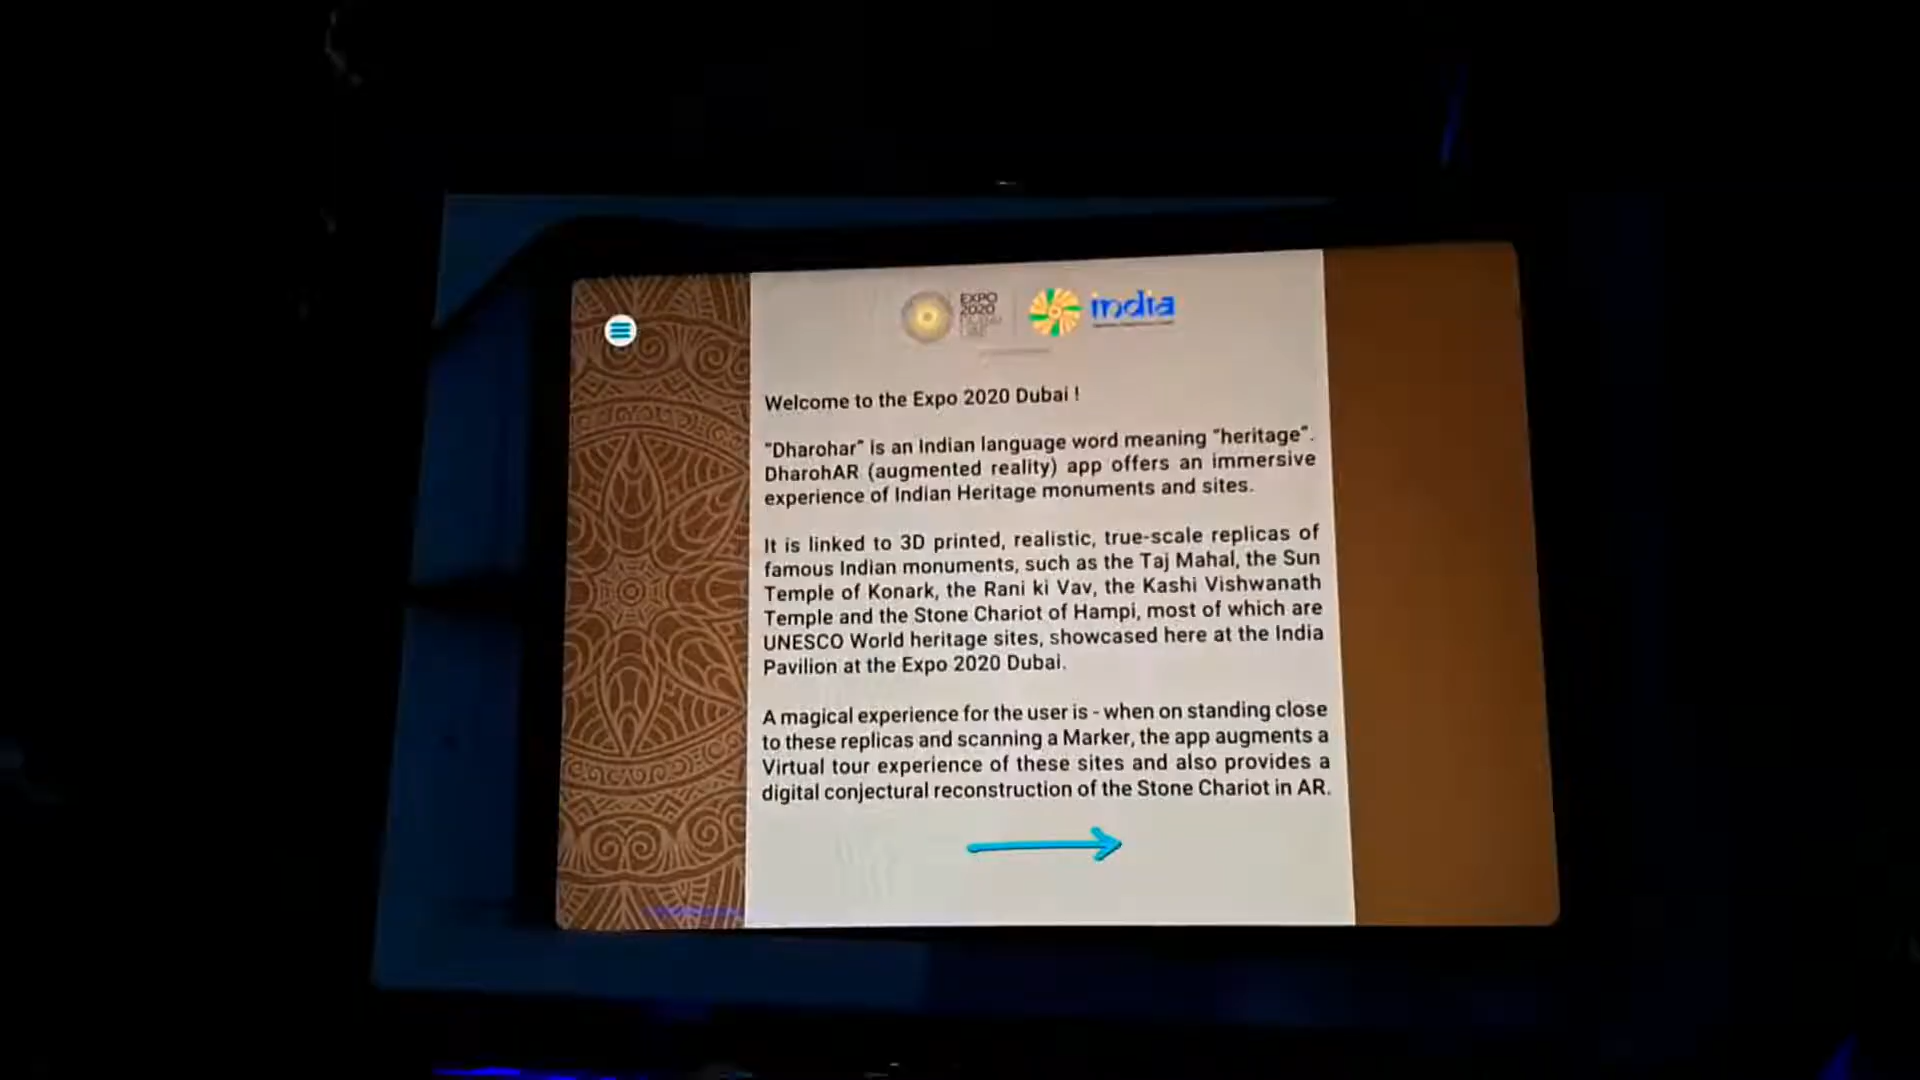 EXPO
2020
india
Welcome to the Expo 2020 Dubai !
"Dharohar" is an Indian language word meaning "heritage".
DharohAR (augmented reality) app offers an immersive
experience of Indian Heritage monuments and sites.
It is linked to 3D printed, realistic, true-scale replicas of
famous Indian monuments, such as the Taj Mahal, the Sun
Temple of Konark, the Rani ki Vav, the Kashi Vishwanath
Temple and the Stone Chariot of Hampi, most of which are
UNESCO World heritage sites, showcased here at the India
Pavilion at the Expo 2020 Dubai.
A magical experience for the user is - when on standing close
to these replicas and scanning a Marker, the app augments a
Virtual tour experience of these sites and also provides a
digital conjectural reconstruction of the Stone Chariot in AR.